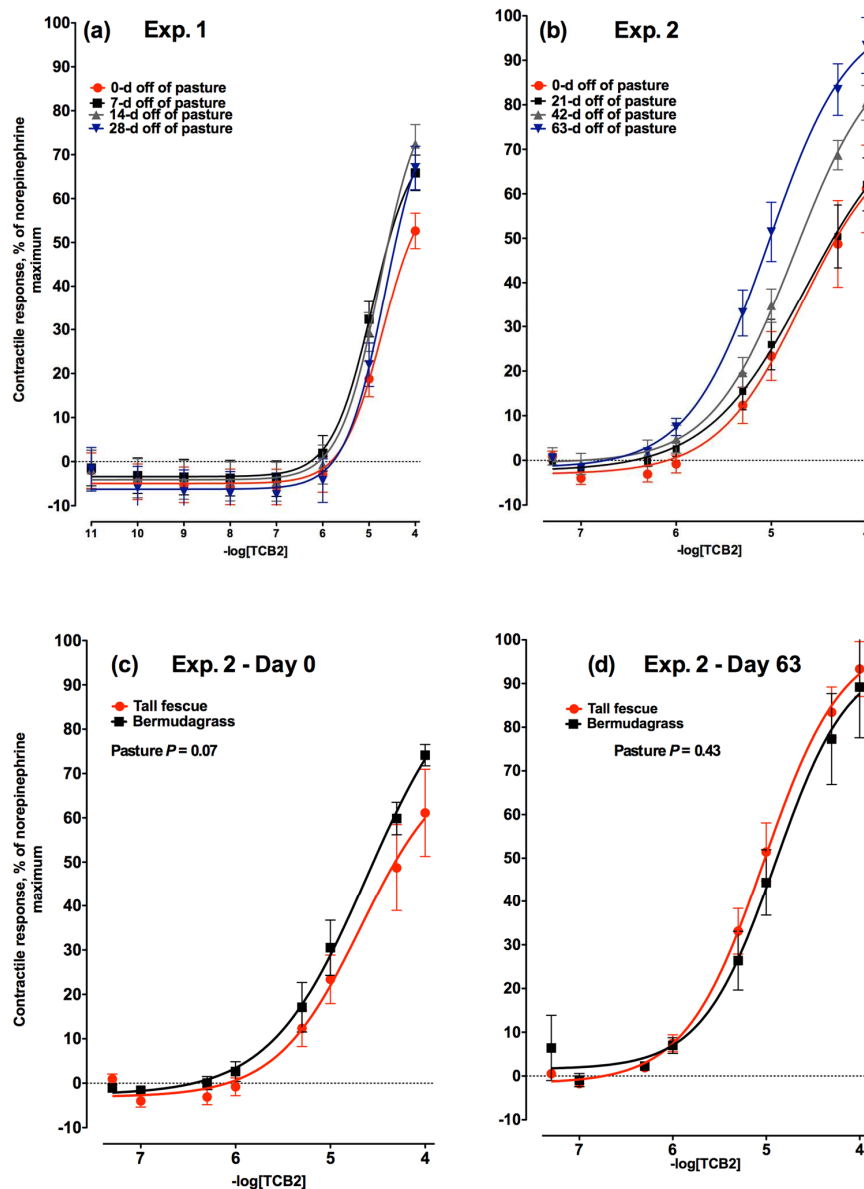 (a) Exp. 1
0-d off of pasture
7-d off of pasture
14-d off of pasture
28-d off of pasture
100
90
80
70
60
50
40
30
20
10
0
-10
11 10 9 8 7 6 5 4
-log[TCB2]
Contractile response, % of norepinephrine
maximum
(b) Exp. 2
0-d off of pasture
21-d off of pasture
42-d off of pasture
63-d off of pasture
100
90
80
70
60
50
40
30
20
10
0
-10
7 6 5
-log[TCB2]
(c) Exp. 2 - Day 0
Tall fescue
Bermudagrass
Pasture P = 0.07
100
90
80
70
60
50
40
30
20
10
0
-10
7 6 5 4
-log[TCB2]
Contractile response, % of norepinephrine
maximum
(d) Exp. 2 - Day 63
Tall fescue
Bermudagrass
Pasture P = 0.43
100
90
80
70
60
50
40
30
20
10
0
-10
7 6 5 4
-log[TCB2]